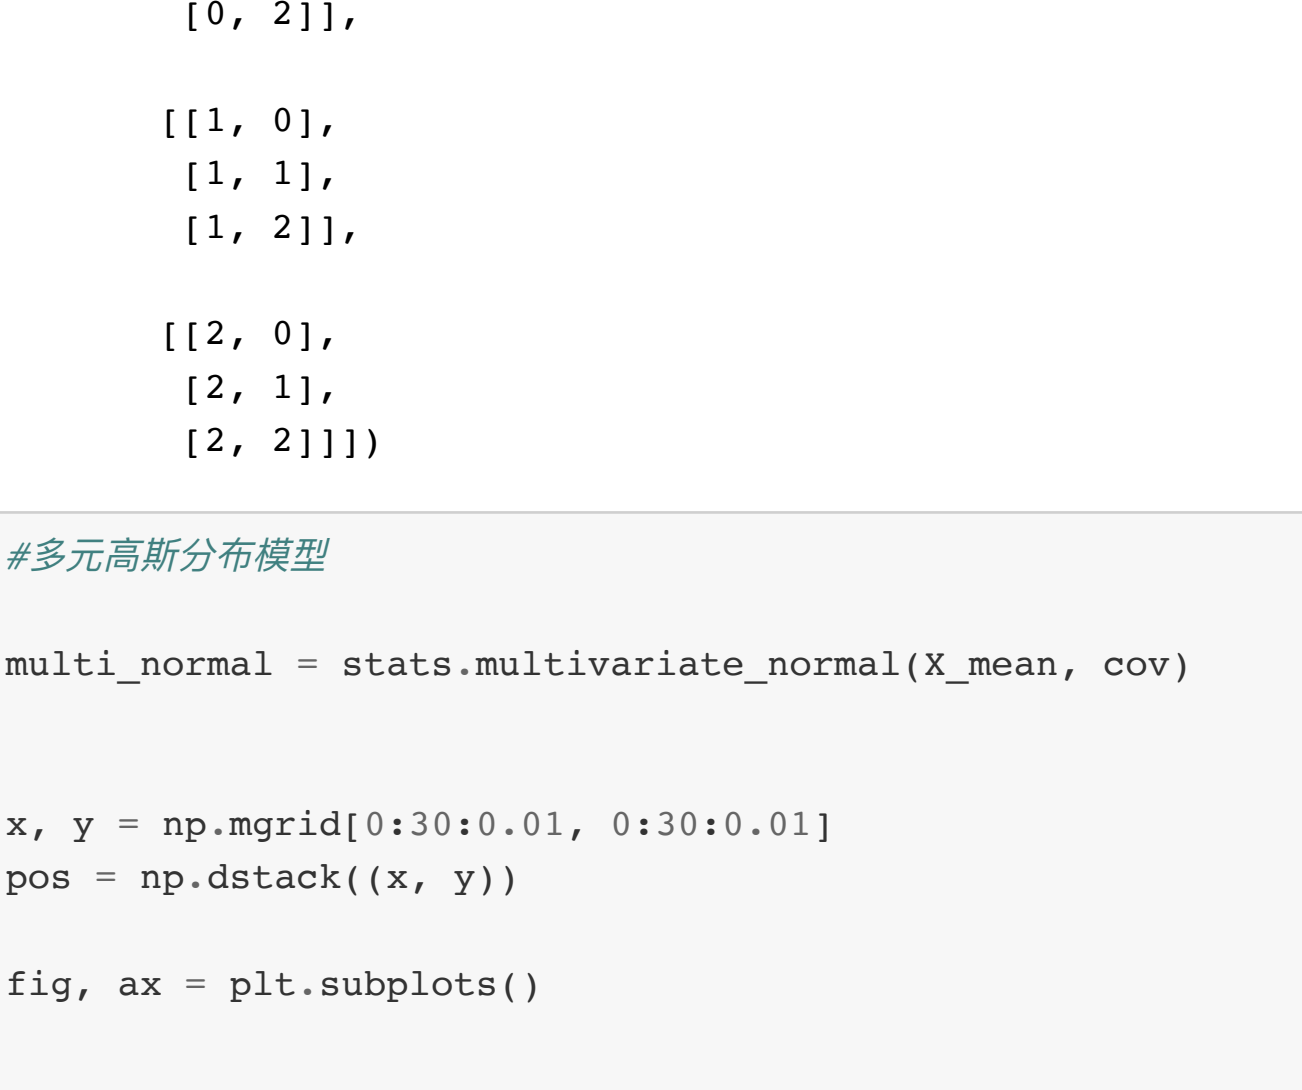 [0, 2]],
[[1, 0],
[1, 1],
[1, 2]],
[[2, 0],
[2, 1],
[2, 2]]])
#多元高斯分布模型
multi_normal = stats.multivariate_normal(X_mean, cov)
x, y = np.mgrid[0:30:0.01, 0:30:0.01]
pos = np.dstack((x, y))
fig, ax = plt.subplots()